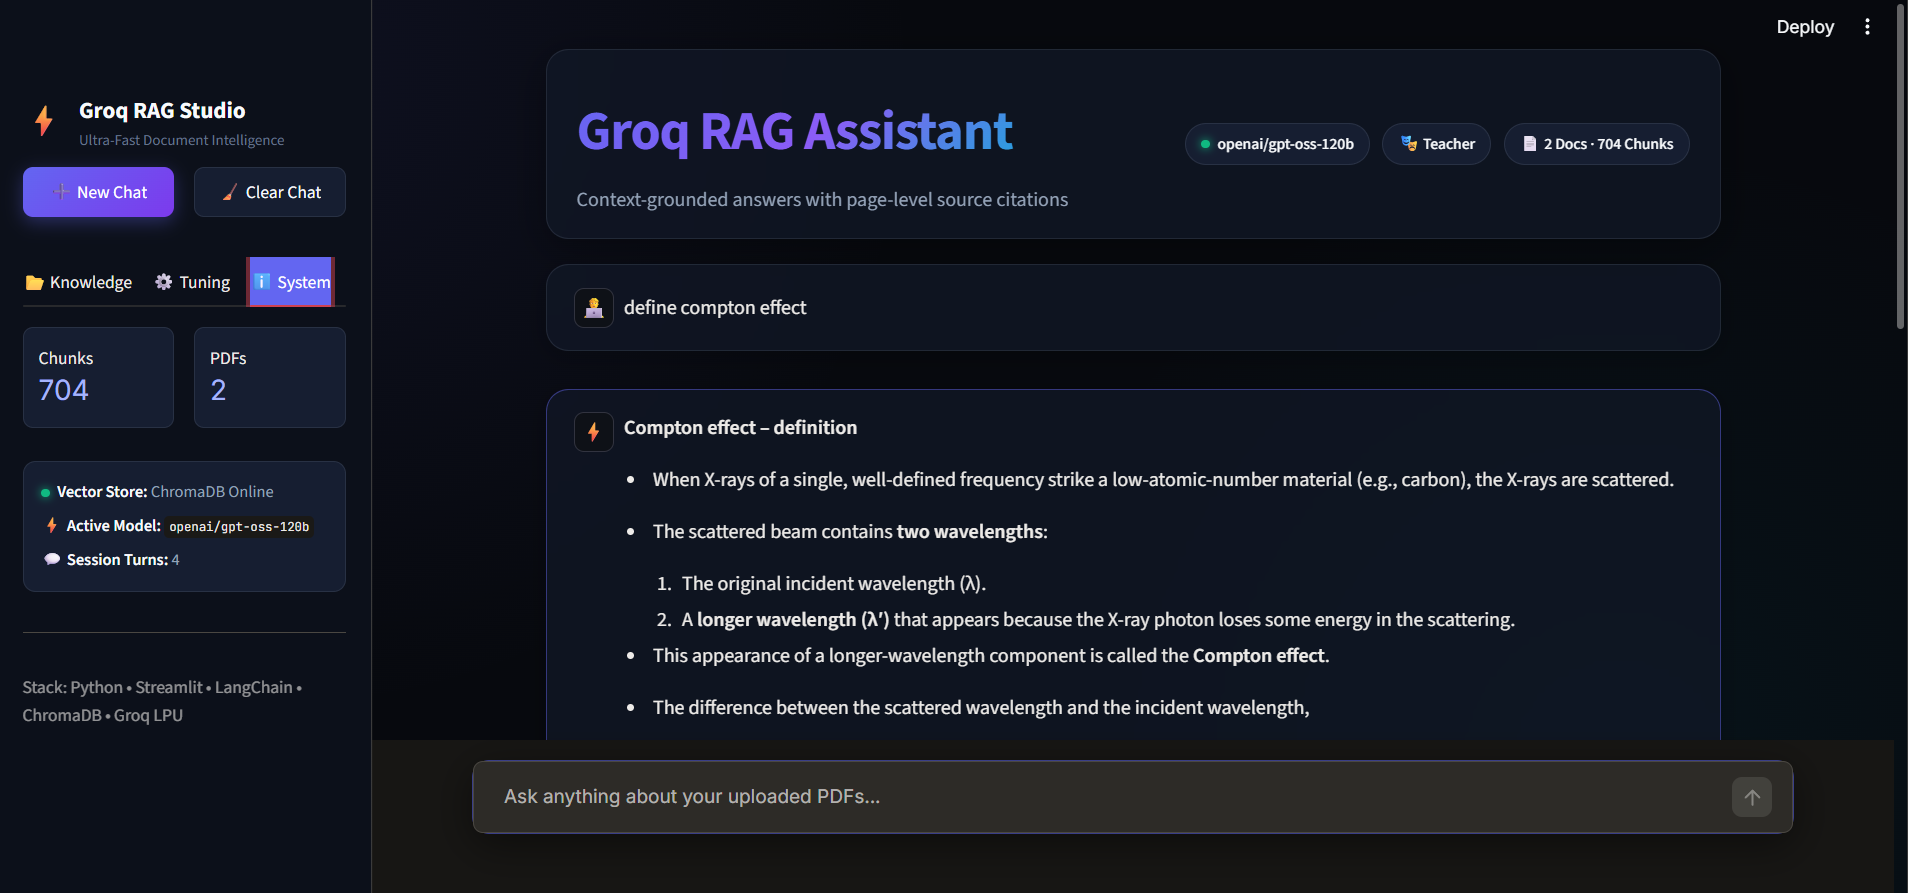 Deploy
Groq RAG Studio
Ultra-Fast Document Intelligence
New Chat
Clear Chat
Knowledge
Tuning
System
Chunks
704
PDFs
2
Vector Store: ChromaDB Online
Active Model: openai/gpt-oss-120b
Session Turns: 4
Stack: Python • Streamlit • LangChain •
ChromaDB • Groq LPU
Groq RAG Assistant
openai/gpt-oss-120b
Teacher
2 Docs · 704 Chunks
Context-grounded answers with page-level source citations
define compton effect
Compton effect – definition
• When X-rays of a single, well-defined frequency strike a low-atomic-number material (e.g., carbon), the X-rays are scattered.
• The scattered beam contains two wavelengths:
1. The original incident wavelength (λ).
2. A longer wavelength (λ′) that appears because the X-ray photon loses some energy in the scattering.
• This appearance of a longer-wavelength component is called the Compton effect.
• The difference between the scattered wavelength and the incident wavelength,
Ask anything about your uploaded PDFs...